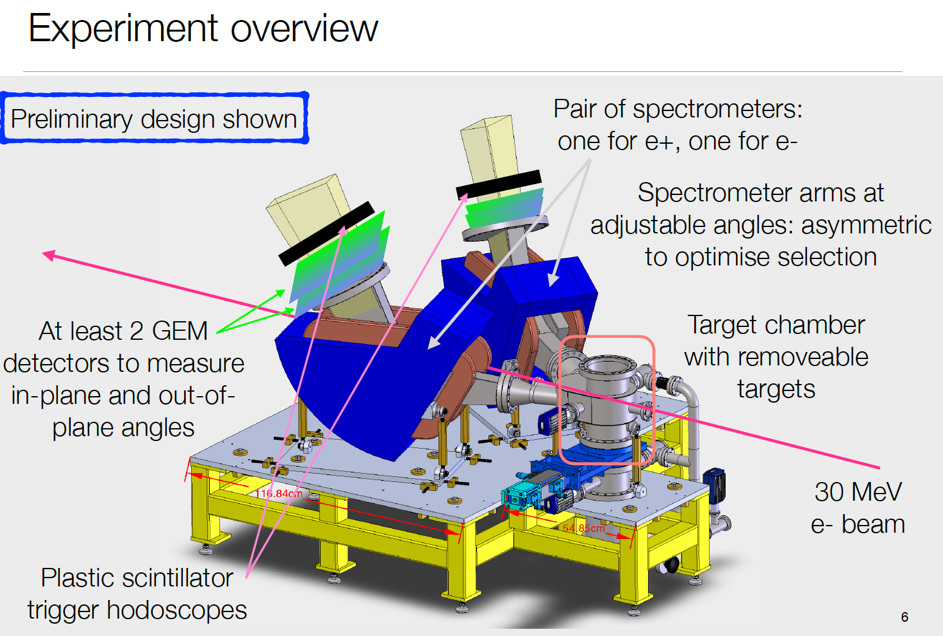 Experiment overview
Preliminary design shown
Pair of spectrometers:
one for e+, one for e-
Spectrometer arms at
adjustable angles: asymmetric
to optimise selection
At least 2 GEM
detectors to measure
in-plane and out-of-
plane angles
Target chamber
with removeable
targets
116.84cm
54.85cm
30 MeV
e- beam
Plastic scintillator
trigger hodoscopes
6